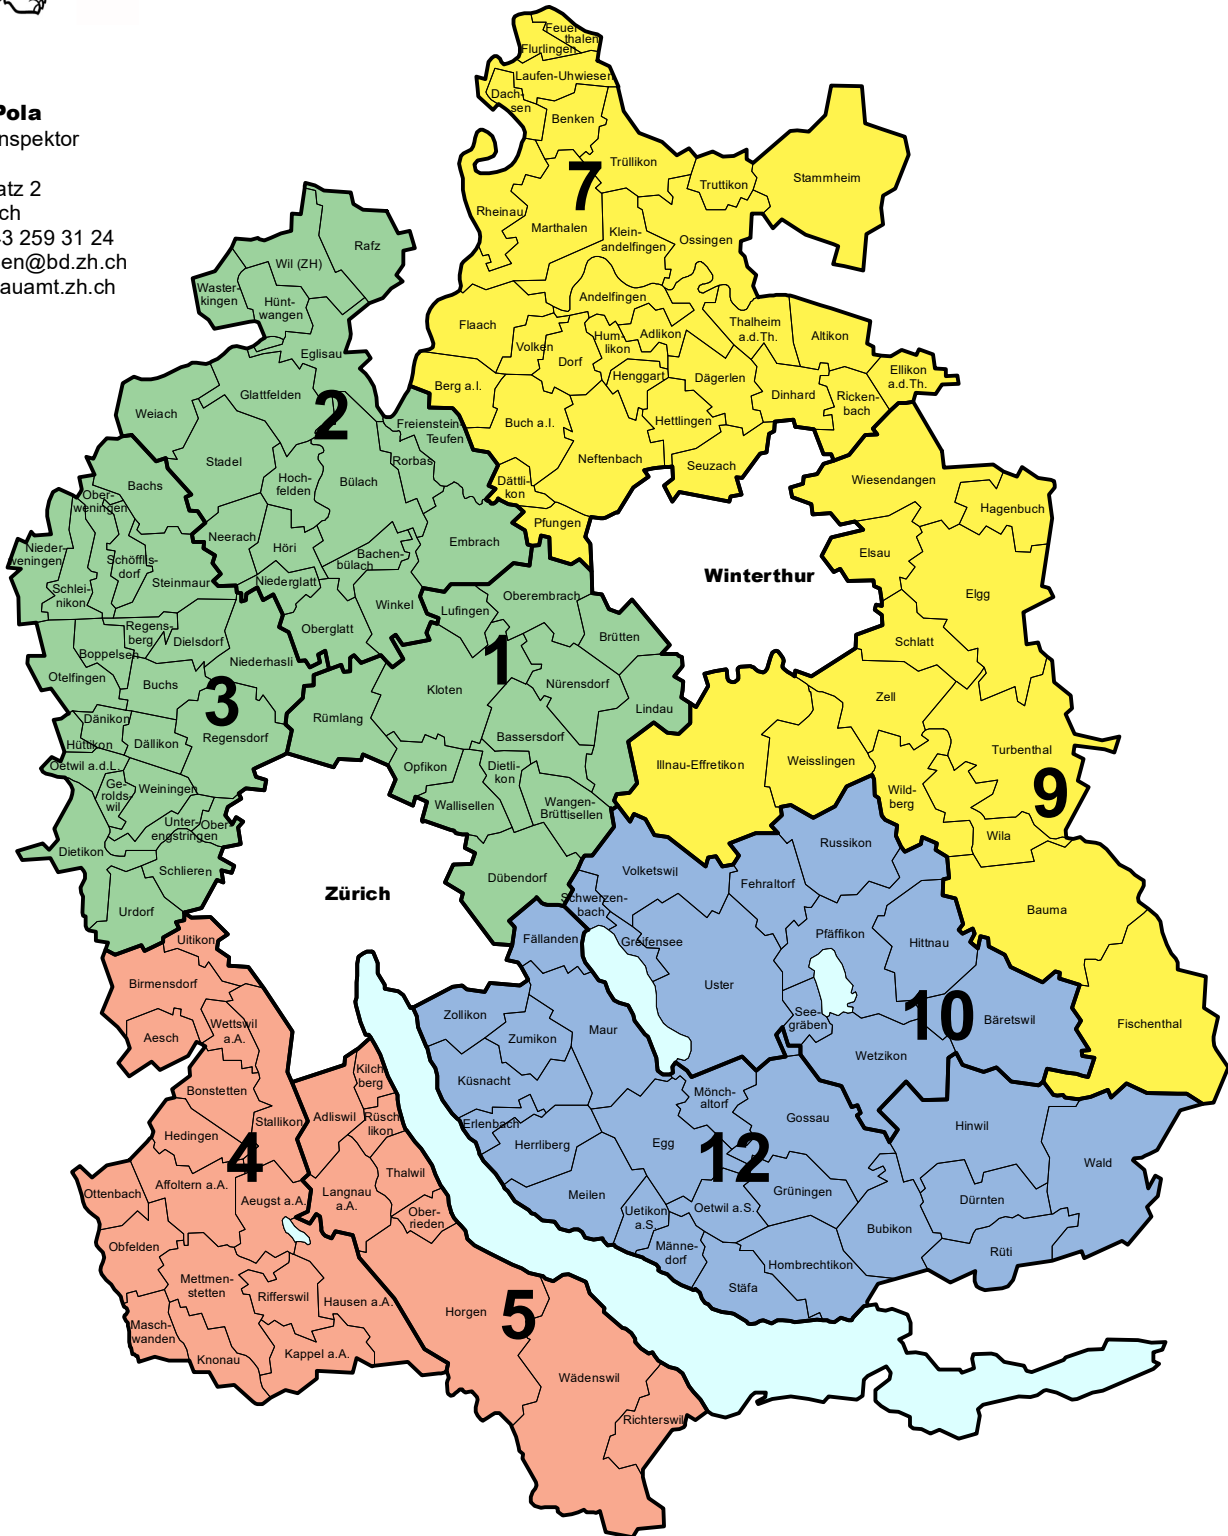 Pola
nspektor
atz 2
ch
43 259 31 24
en@bd.zh.ch
auamt.zh.ch
Feuer-
thalen
Flurlingen
Laufen-Uhwiesen
Dach-
sen
Benken
Trüllikon
Truttikon
Stammheim
7
Rheinau
Marthalen
Klein-
andelfingen
Ossingen
Andelfingen
Flaach
Volken
Dorf
Hum-
likon
Adlikon
Thalheim
a.d.Th.
Altikon
Ellikon
a.d.Th.
Berg a.I.
Henggart
Dägerlen
Dinhard
Ricken-
bach
Buch a.I.
Hettlingen
Neftenbach
Seuzach
Dättli-
kon
Pfungen
Rafz
Wil (ZH)
Waster-
kingen
Hünt-
wangen
Eglisau
Glattfelden
2
Weiach
Freienstein-
Teufen
Rorbas
Stadel
Hoch-
felden
Bülach
Bachs
Ober-
weningen
Neerach
Höri
Bachen-
bülach
Embrach
Nieder-
weningen
Schöfflis-
dorf
Steinmaur
Schlei-
nikon
Niederglatt
Winkel
Oberglatt
Regens-
berg
Dielsdorf
Boppelsen
Niederhasli
Otelfingen
Buchs
3
Dänikon
Hüttikon
Dällikon
Regensdorf
Oetwil a.d.L.
Ge-
rolds-
wil
Weiningen
Unter-
engstringen
Ober-
Dietikon
Schlieren
Urdorf
Lufingen
Oberembrach
Brütten
1
Kloten
Nürensdorf
Lindau
Rümlang
Bassersdorf
Opfikon
Dietli-
kon
Wallisellen
Wangen-
Brüttisellen
Dübendorf
Winterthur
Zürich
Wiesendangen
Hagenbuch
Elsau
Elgg
Schlatt
Zell
Illnau-Effretikon
Weisslingen
Turbenthal
Wild-
berg
9
Wila
Bauma
Fischenthal
Russikon
Volketswil
Fehraltorf
Schwerzen-
bach
Greifensee
Fällanden
Pfäffikon
Hittnau
Uster
10
See-
gräben
Bäretswil
Wetzikon
Zollikon
Zumikon
Maur
Küsnacht
Mönch-
altorf
Gossau
Hinwil
Erlenbach
Herrliberg
Egg
12
Wald
Meilen
Grüningen
Dürnten
Uetikon
a.S.
Oetwil a.S.
Bubikon
Männe-
dorf
Hombrechtikon
Rüti
Stäfa
Uitikon
Birmensdorf
Aesch
Wettswil
a.A.
Bonstetten
Stallikon
Hedingen
4
Affoltern a.A.
Aeugst a.A.
Ottenbach
Obfelden
Mettmen-
stetten
Rifferswil
Hausen a.A.
Masch-
wanden
Knonau
Kappel a.A.
Kilch-
berg
Adliswil
Rüsch-
likon
Thalwil
Langnau
a.A.
Ober-
rieden
Horgen
5
Wädenswil
Richterswil